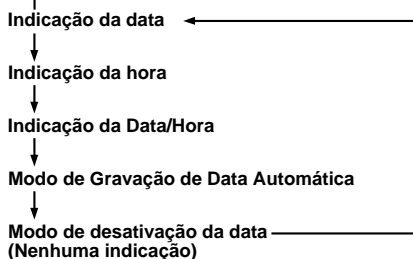 Indicação da data
Indicação da hora
Indicação da Data/Hora
Modo de Gravação de Data Automática
Modo de desativação da data
(Nenhuma indicação)